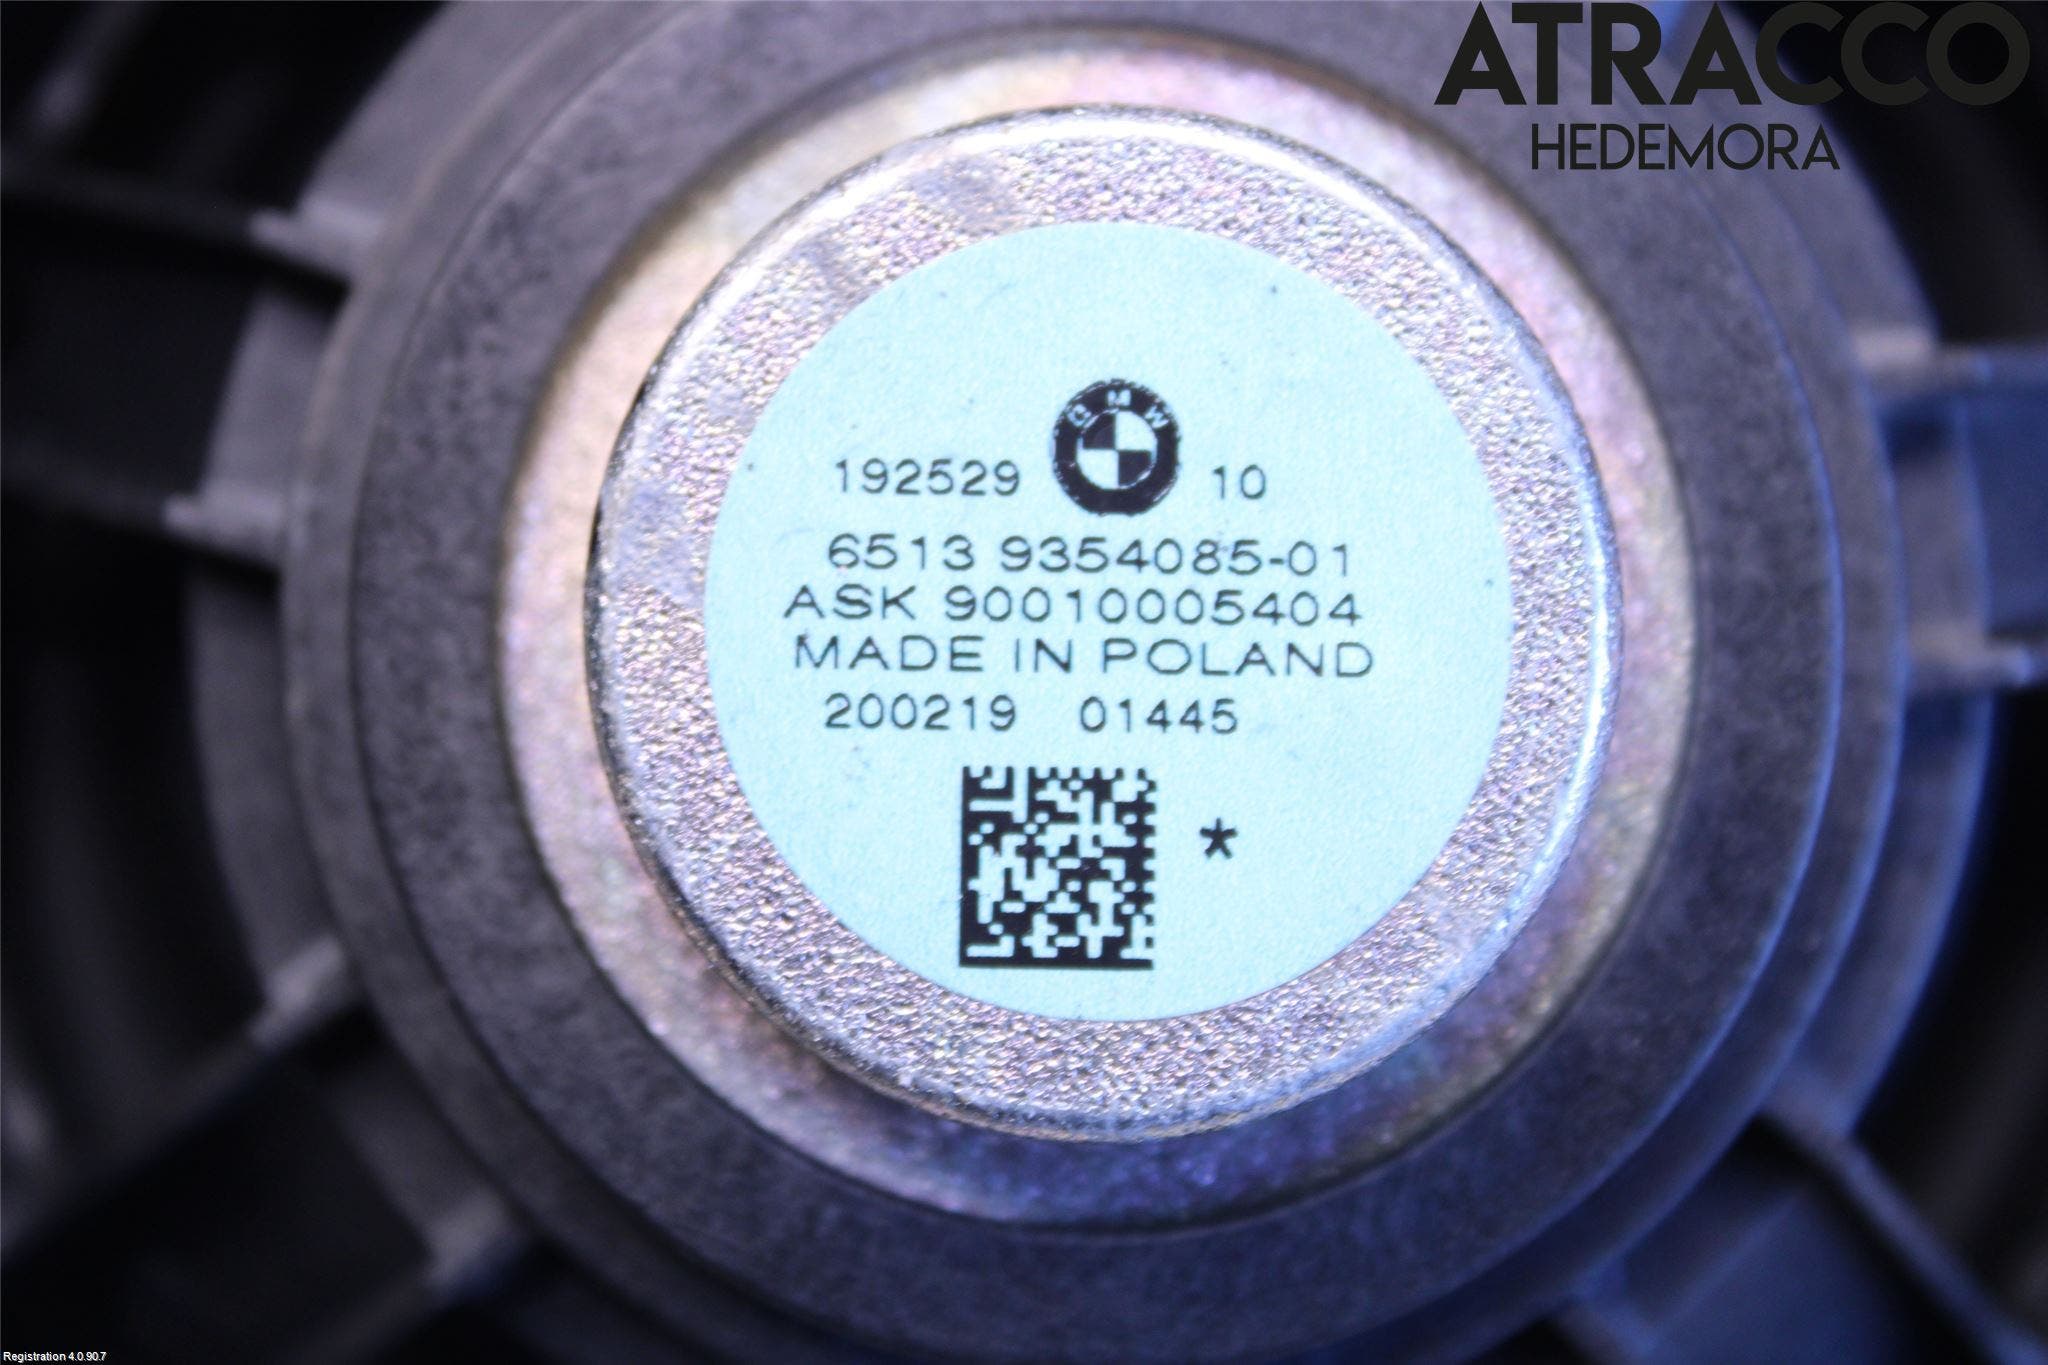 ATRACCO
HEDEMORA
BMW
192529 10
6513 9354085-01
ASK 90010005404
MADE IN POLAND
200219 01445
*
Registration 4.0.90.7